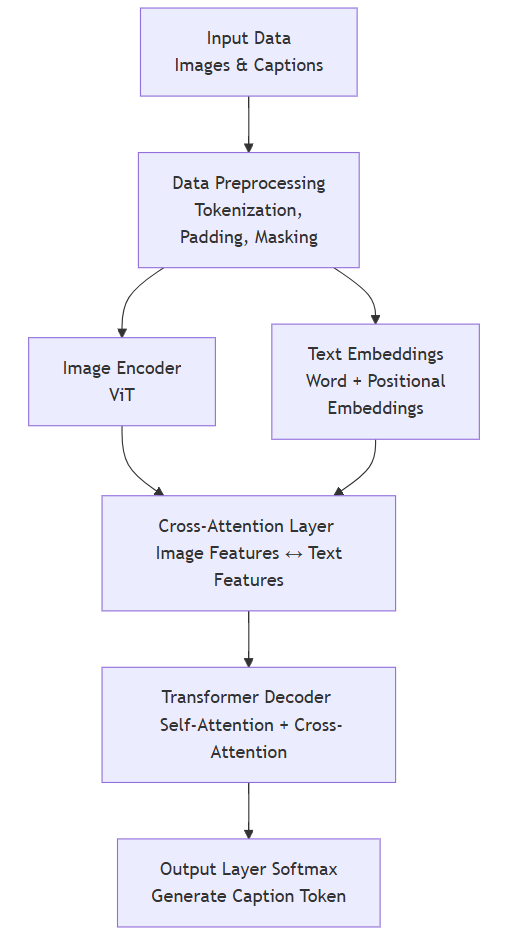 Input Data
Images & Captions
Data Preprocessing
Tokenization,
Padding, Masking
Image Encoder
ViT
Text Embeddings
Word + Positional
Embeddings
Cross-Attention Layer
Image Features ↔ Text
Features
Transformer Decoder
Self-Attention + Cross-
Attention
Output Layer Softmax
Generate Caption Token